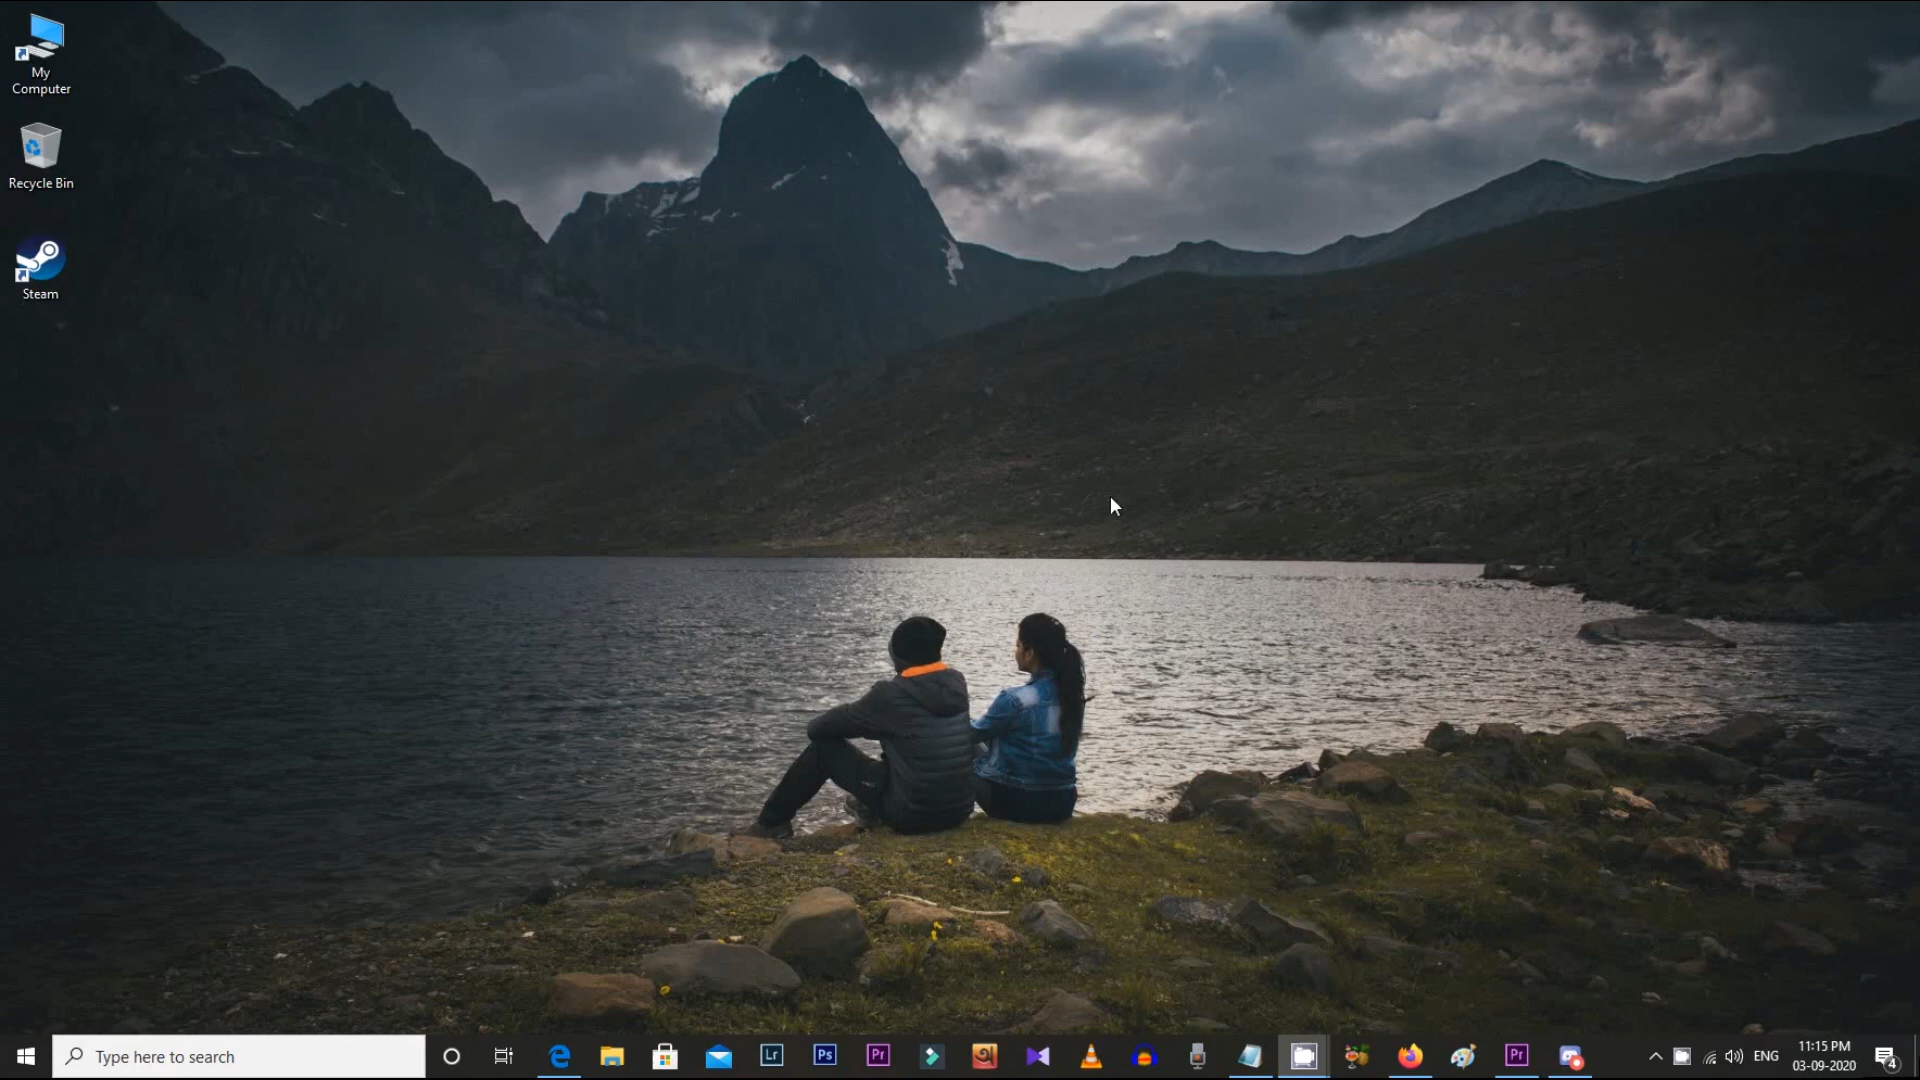 My
Computer
Recycle Bin
Steam
Type here to search
Lr
Ps
Pr
Pr
ENG
11:15 PM
03-09-2020
4